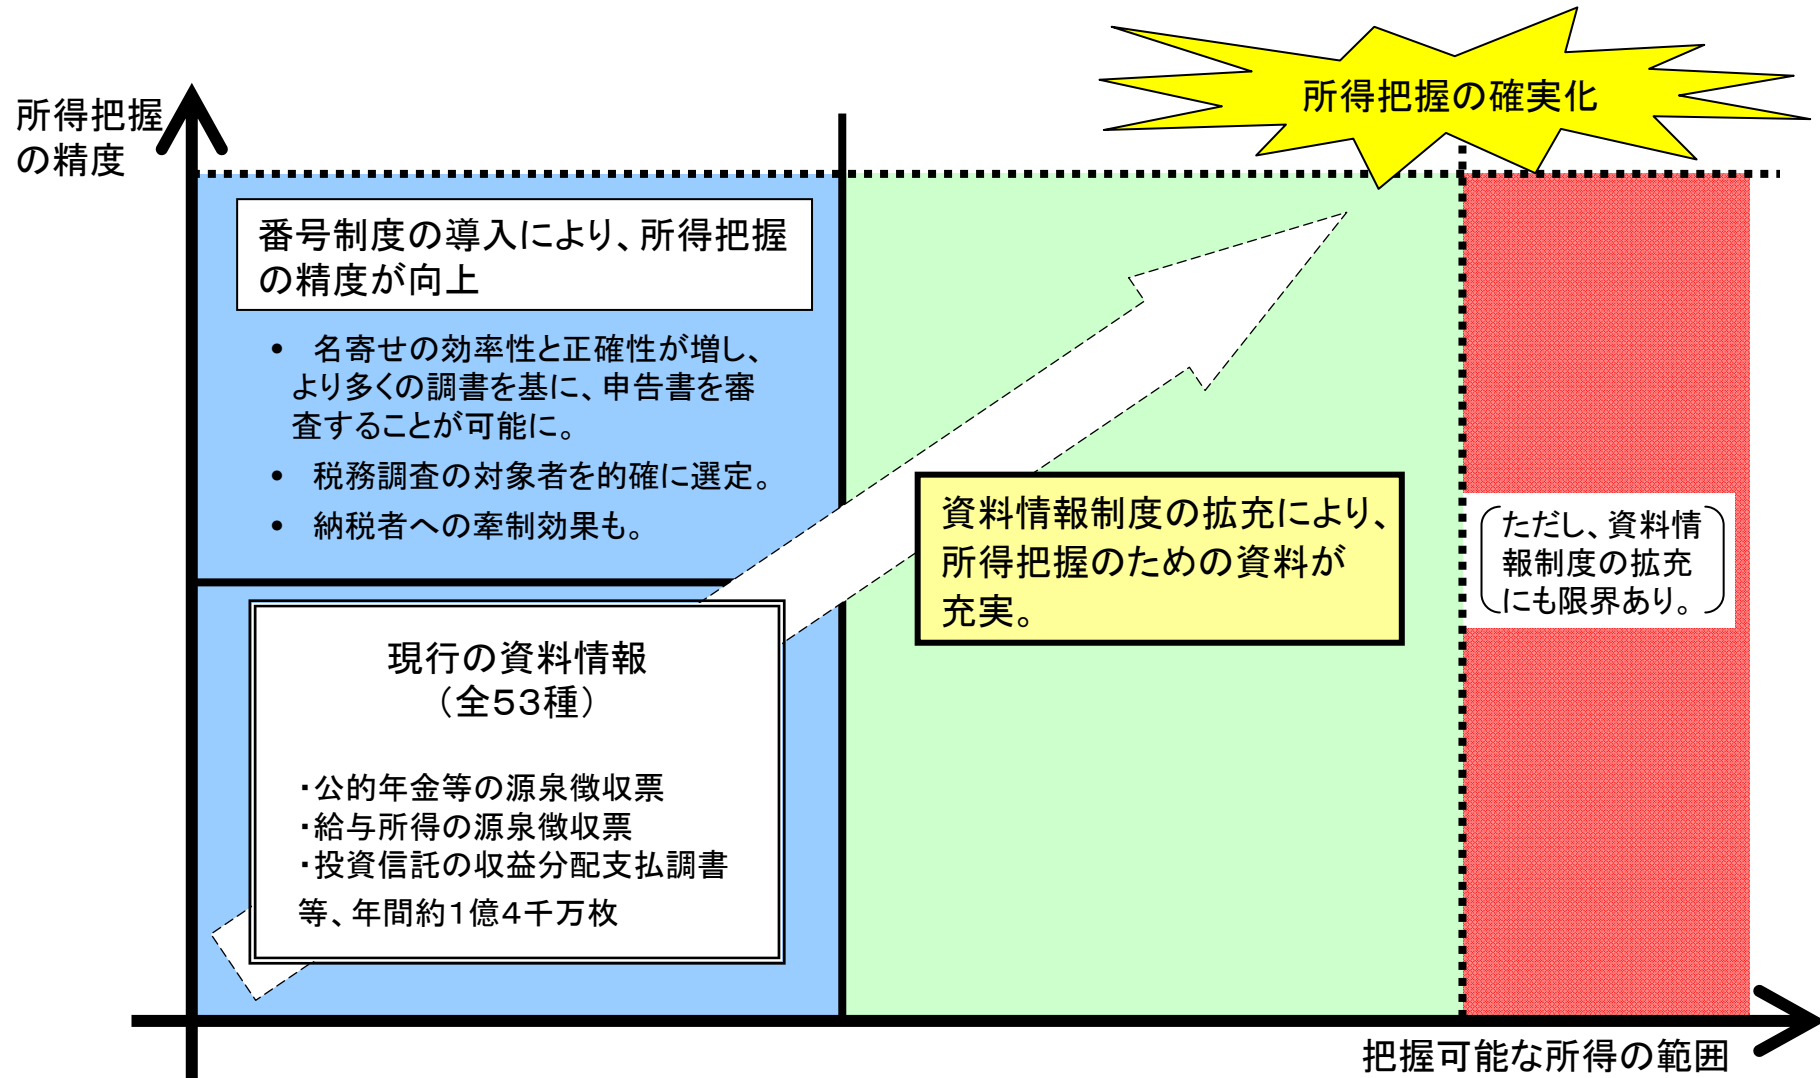 所得把握の確実化
所得把握
の精度
番号制度の導入により、所得把握
の精度が向上
• 名寄せの効率性と正確性が増し、
より多くの調書を基に、申告書を審
査することが可能に。
• 税務調査の対象者を的確に選定。
• 納税者への牽制効果も。
資料情報制度の拡充により、
所得把握のための資料が
充実。
ただし、資料情
報制度の拡充
にも限界あり。
現行の資料情報
（全５３種）
・公的年金等の源泉徴収票
・給与所得の源泉徴収票
・投資信託の収益分配支払調書
等、年間約１億４千万枚
把握可能な所得の範囲